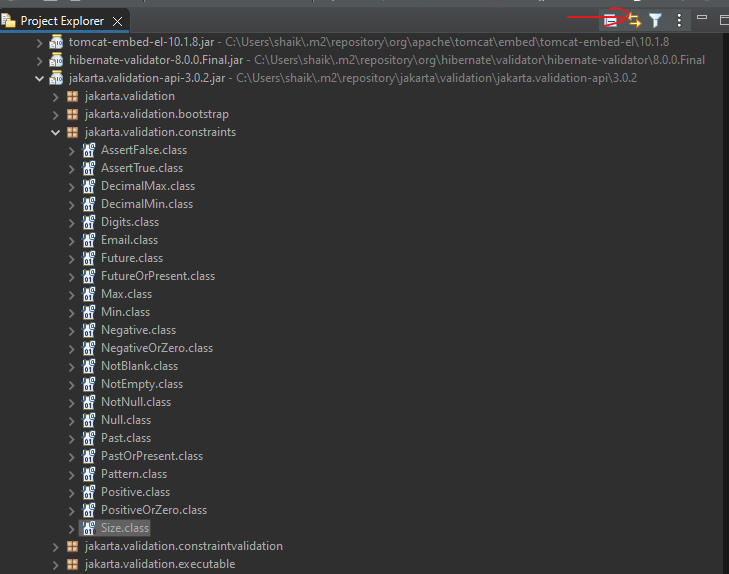 Project Explorer
tomcat-embed-el-10.1.8.jar - C:\Users\shaik\.m2\repository\org\apache\tomcat\embed\tomcat-embed-el\10.1.8
hibernate-validator-8.0.0.Final.jar - C:\Users\shaik\.m2\repository\org\hibernate\validator\hibernate-validator\8.0.0.Final
jakarta.validation-api-3.0.2.jar - C:\Users\shaik\.m2\repository\jakarta\validation\jakarta.validation-api\3.0.2
jakarta.validation
jakarta.validation.bootstrap
jakarta.validation.constraints
AssertFalse.class
AssertTrue.class
DecimalMax.class
DecimalMin.class
Digits.class
Email.class
Future.class
FutureOrPresent.class
Max.class
Min.class
Negative.class
NegativeOrZero.class
NotBlank.class
NotEmpty.class
NotNull.class
Null.class
Past.class
PastOrPresent.class
Pattern.class
Positive.class
PositiveOrZero.class
Size.class
jakarta.validation.constraintvalidation
jakarta.validation.executable